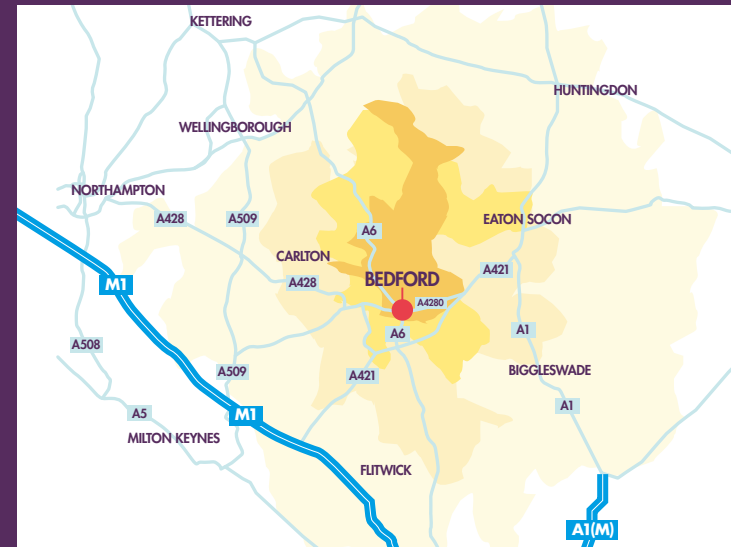 KETTERING
HUNTINGDON
WELLINGBOROUGH
NORTHAMPTON
A428
A509
EATON SOCON
A6
CARLTON
A428
BEDFORD
A421
M1
A4280
A6
A1
A508
A509
A421
BIGGLESWADE
A1
A5
M1
MILTON KEYNES
FLITWICK
A1(M)